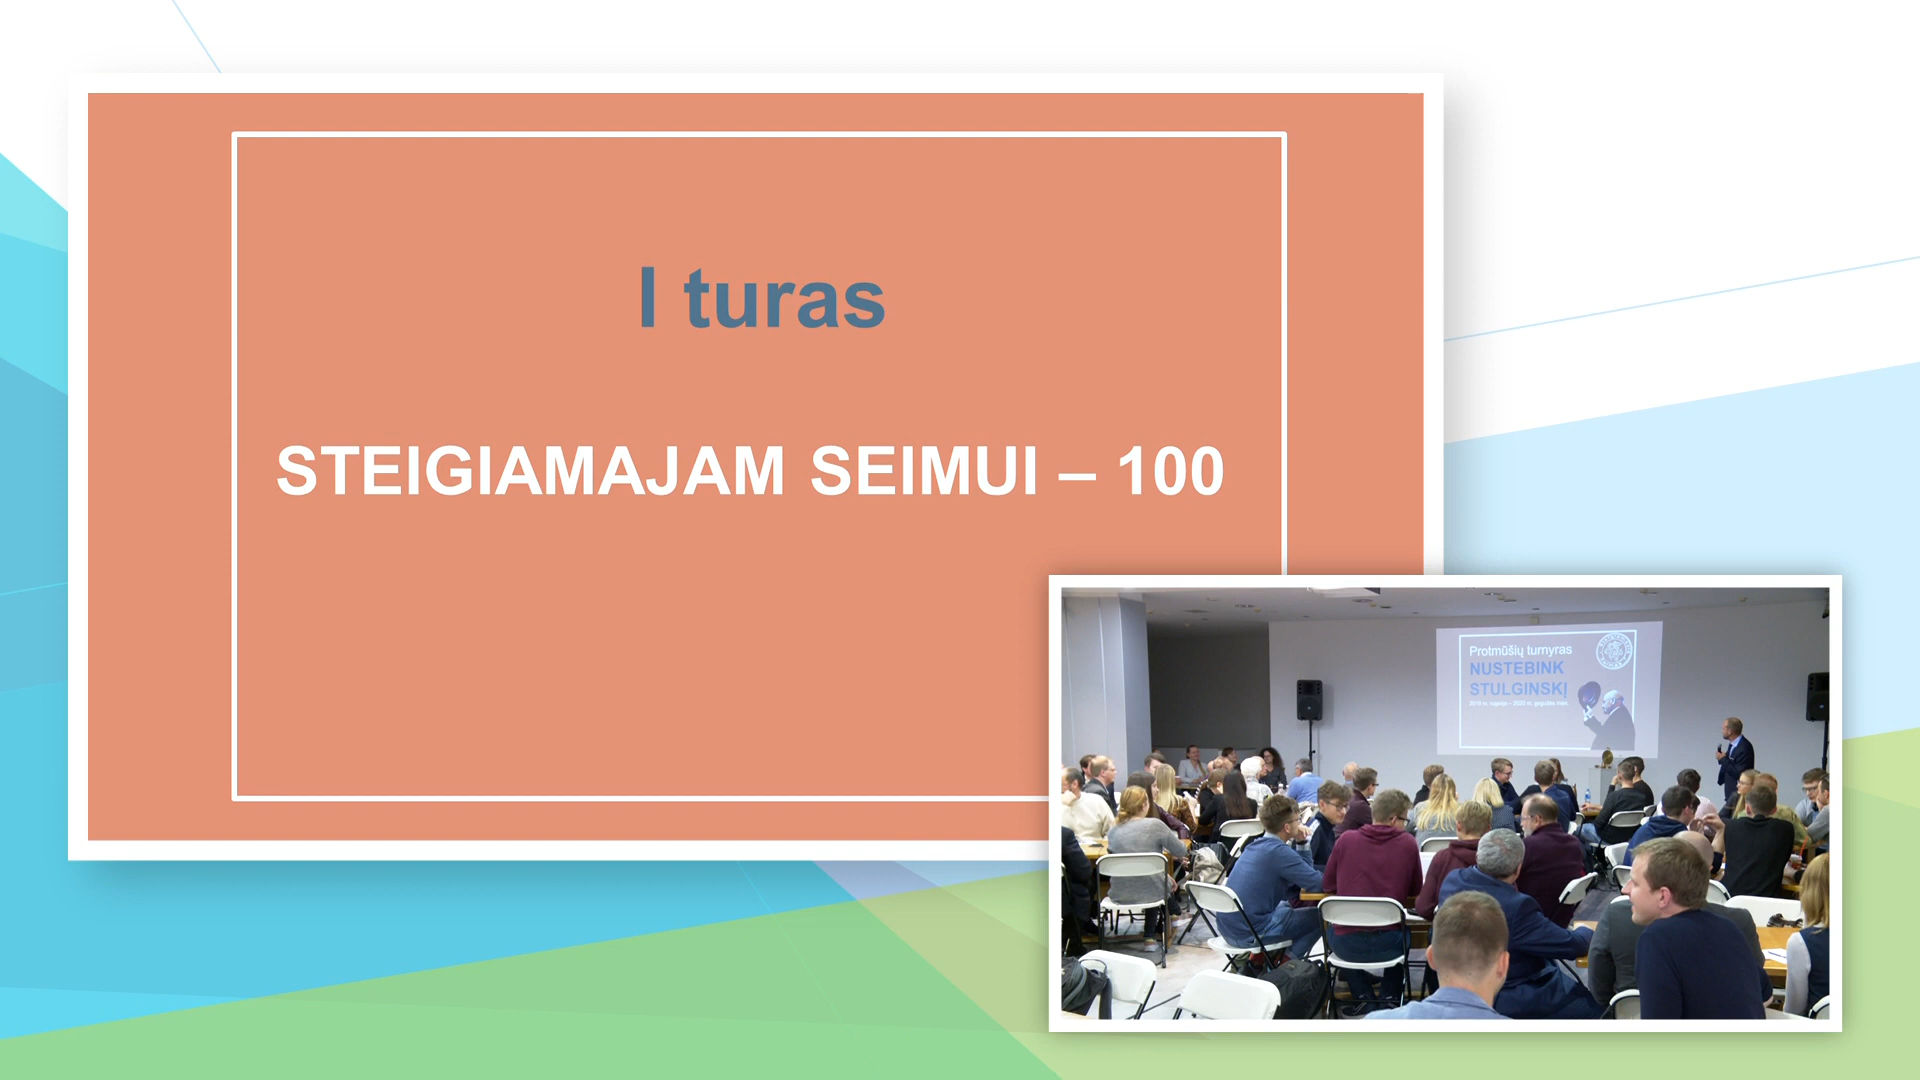 I turas
STEIGIAMAJAM SEIMUI – 100
Protmūšių turnyras
NUSTEBINK
STULGINSKĮ